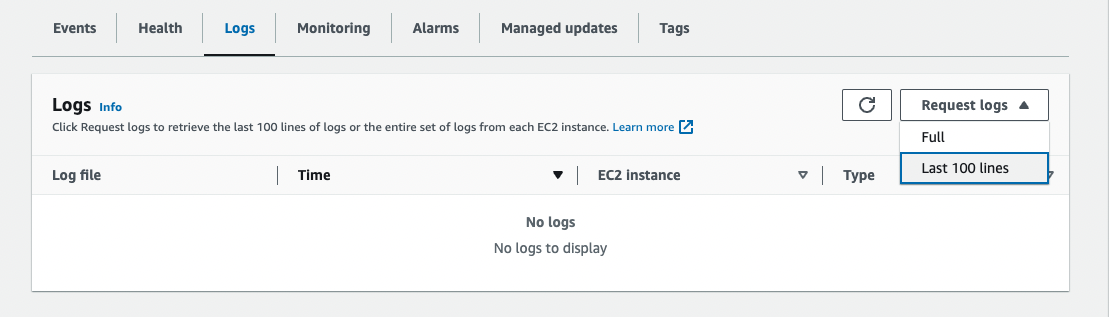 Events Health Logs Monitoring Alarms Managed updates Tags
Logs Info
Request logs
Click Request logs to retrieve the last 100 lines of logs or the entire set of logs from each EC2 instance. Learn more
Full
Last 100 lines
Log file Time EC2 instance Type
No logs
No logs to display